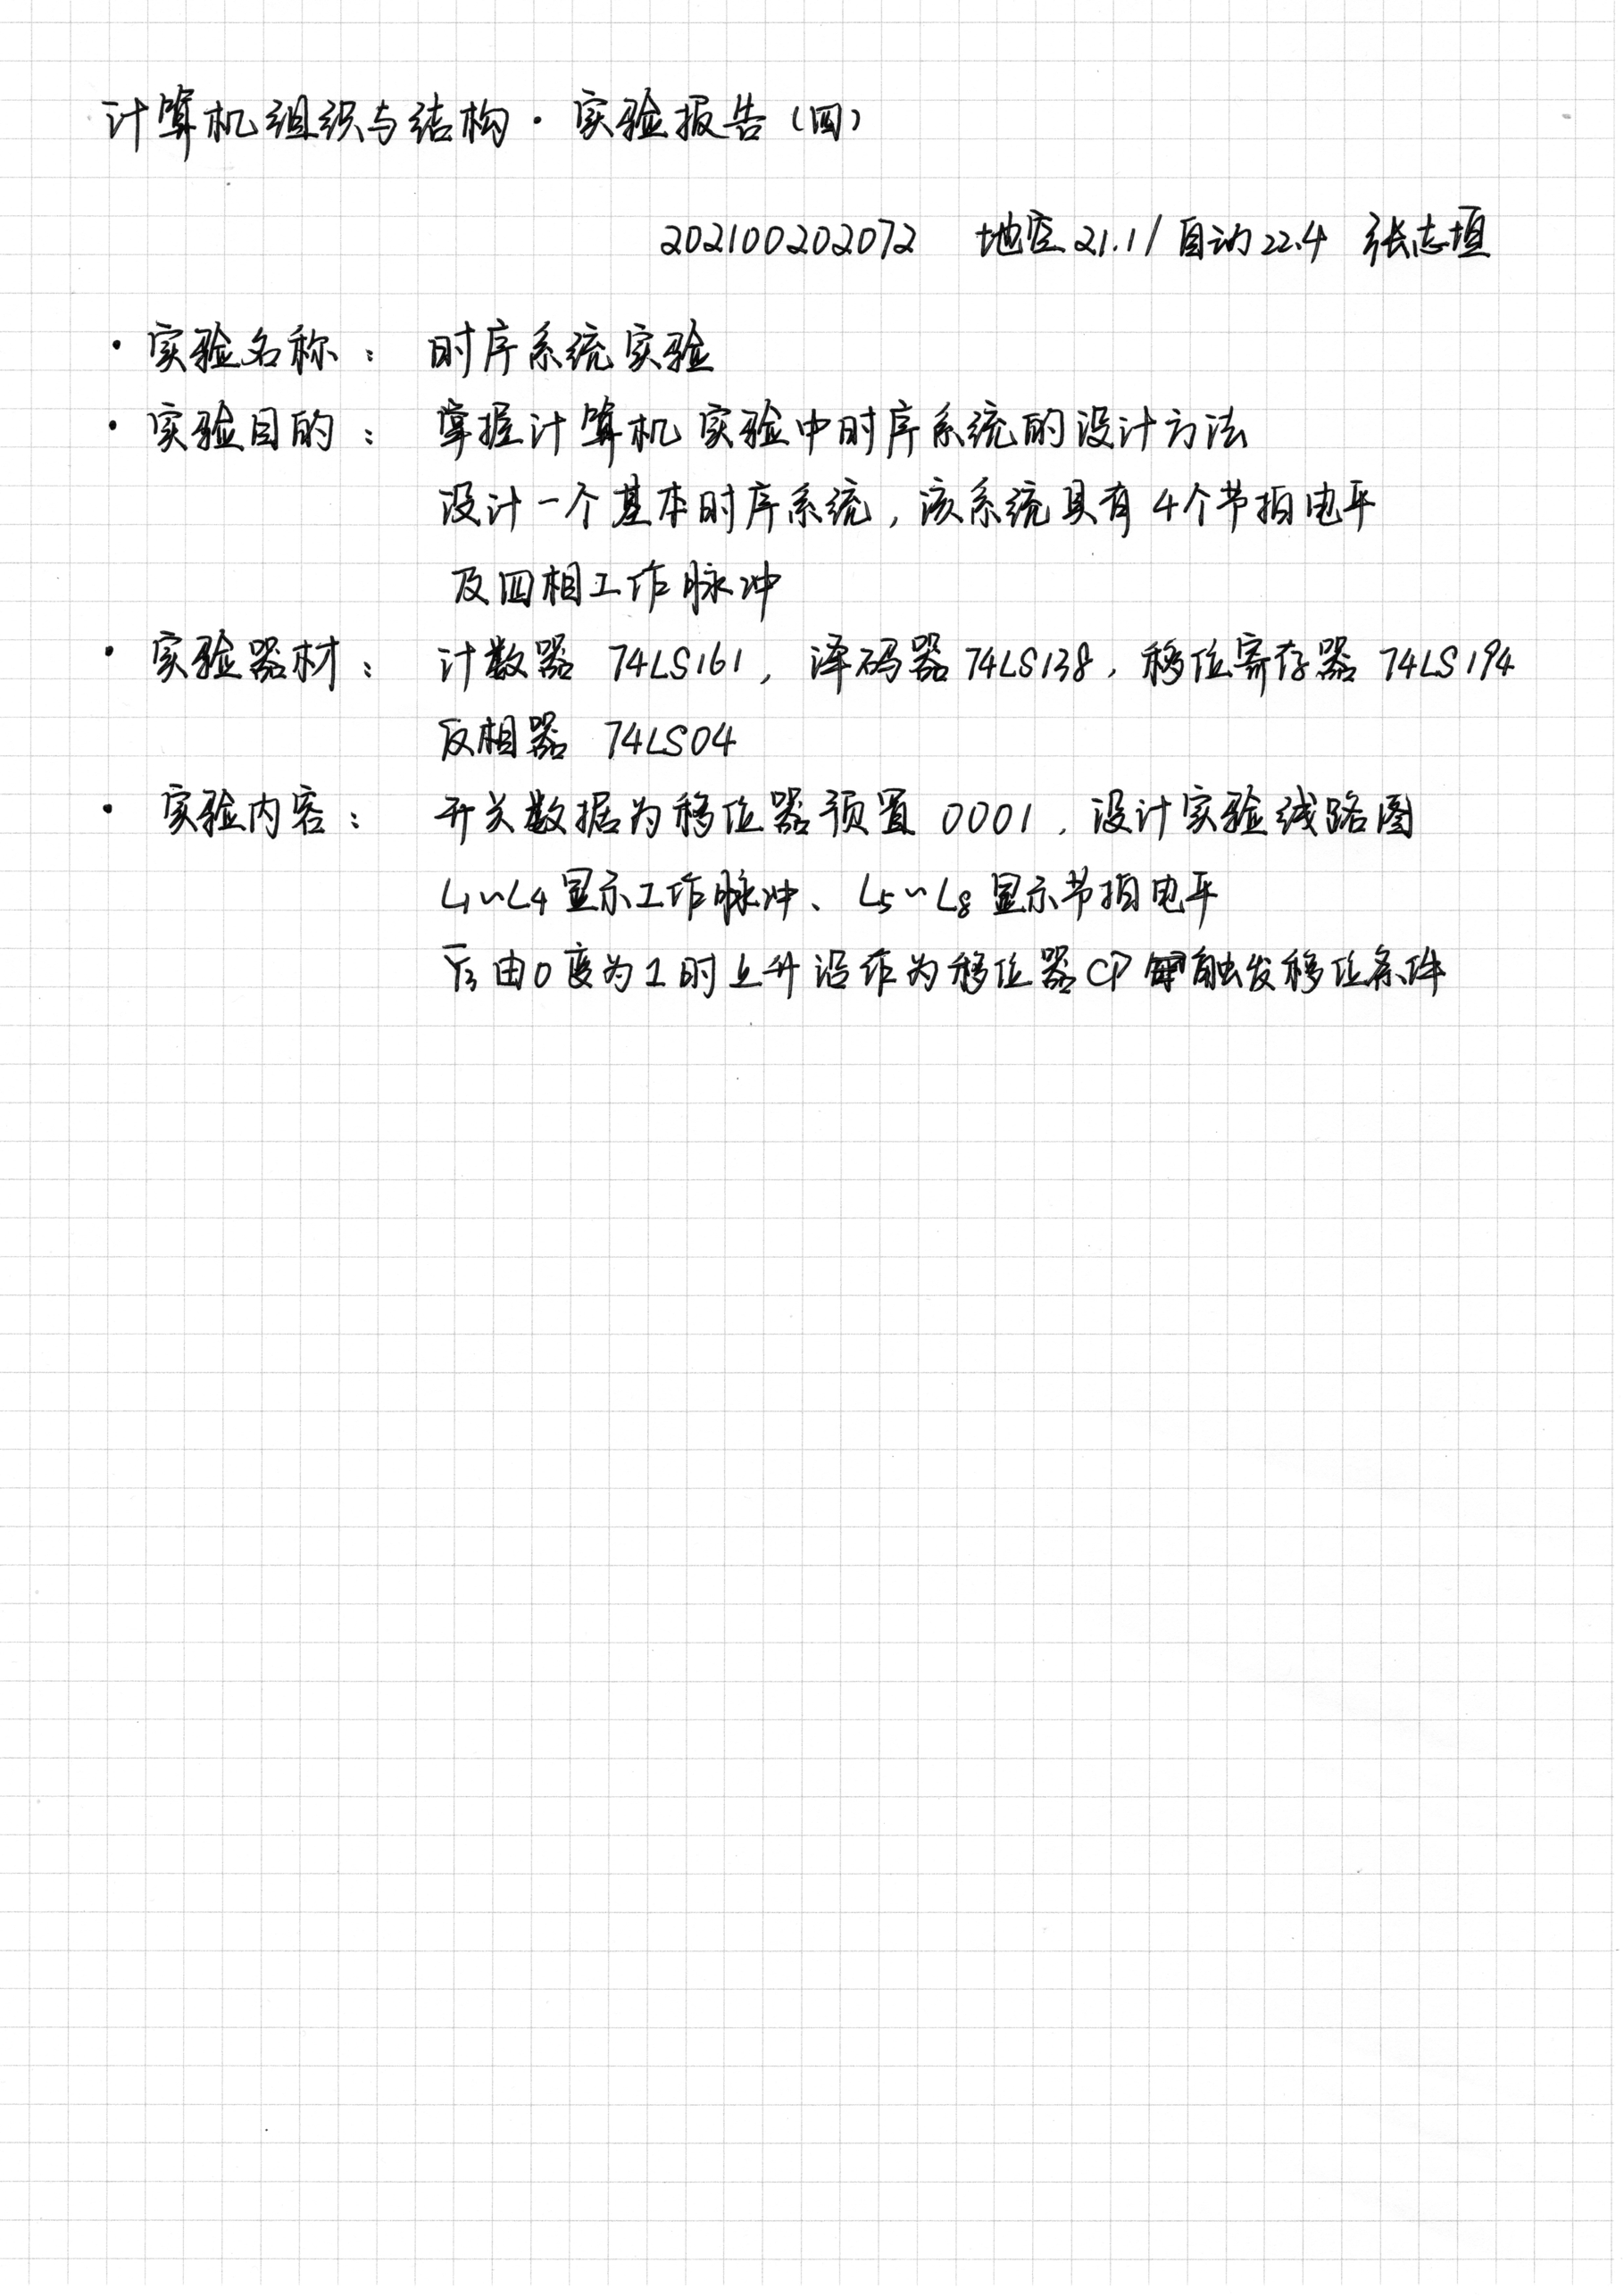 计算机组织与结构·实验报告(四)
202100202072 地空21.1/自动22.4 张志垣
· 实验名称: 时序系统实验
· 实验目的: 掌握计算机实验中时序系统的设计方法
设计一个基本时序系统,该系统具有4个节拍电平
及四相工作脉冲
· 实验器材: 计数器 74LS161, 译码器74LS138, 移位寄存器 74LS194
反相器 74LS04
· 实验内容: 开关数据为移位器预置 0001, 设计实验线路图
L1~L4显示工作脉冲、L5~L8显示节拍电平
Y̅3由0变为1时上升沿作为移位器CP 触发移位条件